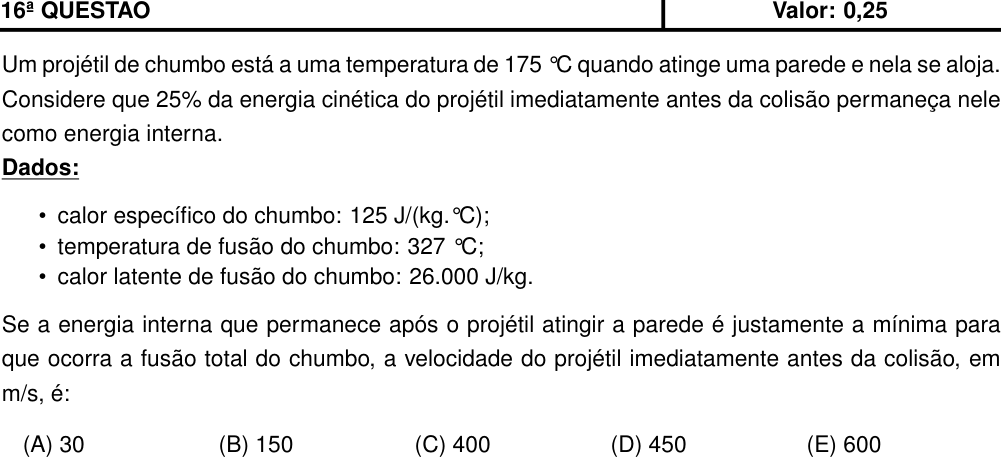 16ª QUESTÃO Valor: 0,25
Um projétil de chumbo está a uma temperatura de 175 °C quando atinge uma parede e nela se aloja.
Considere que 25% da energia cinética do projétil imediatamente antes da colisão permaneça nele
como energia interna.
Dados:
• calor específico do chumbo: 125 J/(kg.°C);
• temperatura de fusão do chumbo: 327 °C;
• calor latente de fusão do chumbo: 26.000 J/kg.
Se a energia interna que permanece após o projétil atingir a parede é justamente a mínima para
que ocorra a fusão total do chumbo, a velocidade do projétil imediatamente antes da colisão, em
m/s, é:
(A) 30 (B) 150 (C) 400 (D) 450 (E) 600